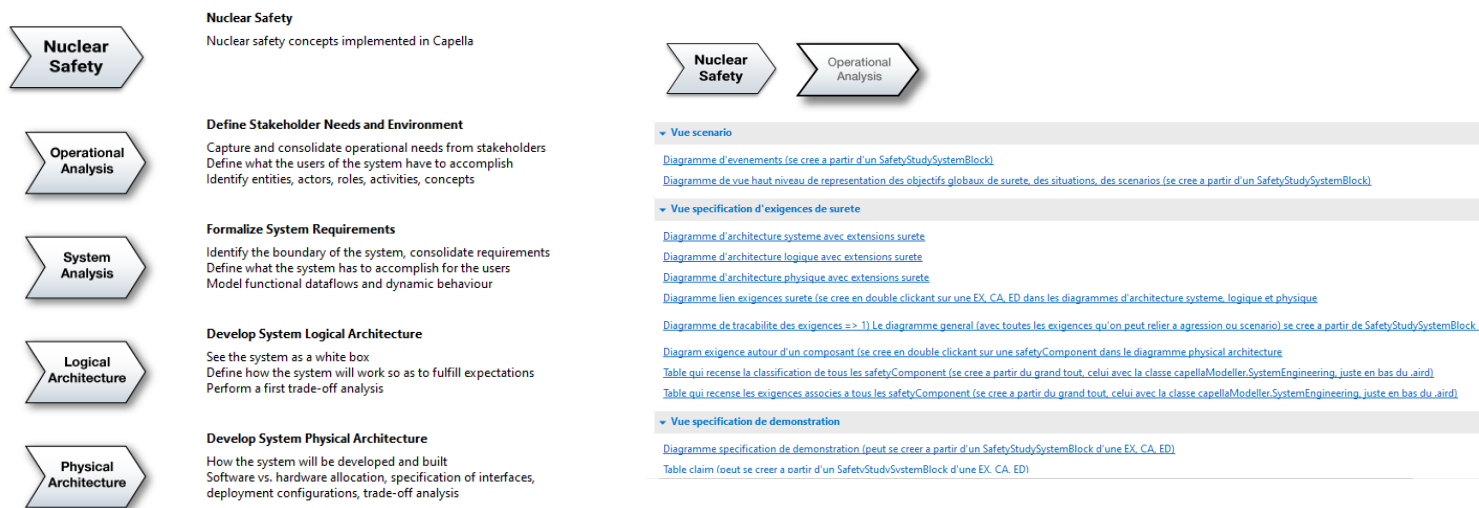 Nuclear Safety
Nuclear
Safety
Nuclear safety concepts implemented in Capella
Define Stakeholder Needs and Environment
Operational
Analysis
Capture and consolidate operational needs from stakeholders
Define what the users of the system have to accomplish
Identify entities, actors, roles, activities, concepts
Formalize System Requirements
System
Analysis
Identify the boundary of the system, consolidate requirements
Define what the system has to accomplish for the users
Model functional dataflows and dynamic behaviour
Develop System Logical Architecture
Logical
Architecture
See the system as a white box
Define how the system will work so as to fulfill expectations
Perform a first trade-off analysis
Develop System Physical Architecture
Physical
Architecture
How the system will be developed and built
Software vs. hardware allocation, specification of interfaces,
deployment configurations, trade-off analysis
Nuclear
Safety
Operational
Analysis
Vue scenario
Diagramme d'evenements (se cree a partir d'un SafetyStudySystemBlock)
Diagramme de vue haut niveau de representation des objectifs globaux de surete, des situations, des scenarios (se cree a partir d'un SafetyStudySystemBlock)
Vue specification d'exigences de surete
Diagramme d'architecture systeme avec extensions surete
Diagramme d'architecture logique avec extensions surete
Diagramme d'architecture physique avec extensions surete
Diagramme lien exigences surete (se cree en double clickant sur une EX, CA, ED dans les diagrammes d'architecture systeme, logique et physique
Diagramme de tracabilite des exigences => 1) Le diagramme general (avec toutes les exigences qu'on peut relier a agression ou scenario) se cree a partir de SafetyStudySystemBlock
Diagram exigence autour d'un composant (se cree en double clickant sur une safetyComponent dans le diagramme physical architecture
Table qui recense la classification de tous les safetyComponent (se cree a partir du grand tout, celui avec la classe capellaModeller.SystemEngineering, juste en bas du .aird)
Table qui recense les exigences associes a tous les safetyComponent (se cree a partir du grand tout, celui avec la classe capellaModeller.SystemEngineering, juste en bas du .aird)
Vue specification de demonstration
Diagramme specification de demonstration (peut se creer a partir d'un SafetyStudySystemBlock d'une EX, CA, ED)
Table claim (peut se creer a partir d'un SafetyStudySystemBlock d'une EX, CA, ED)